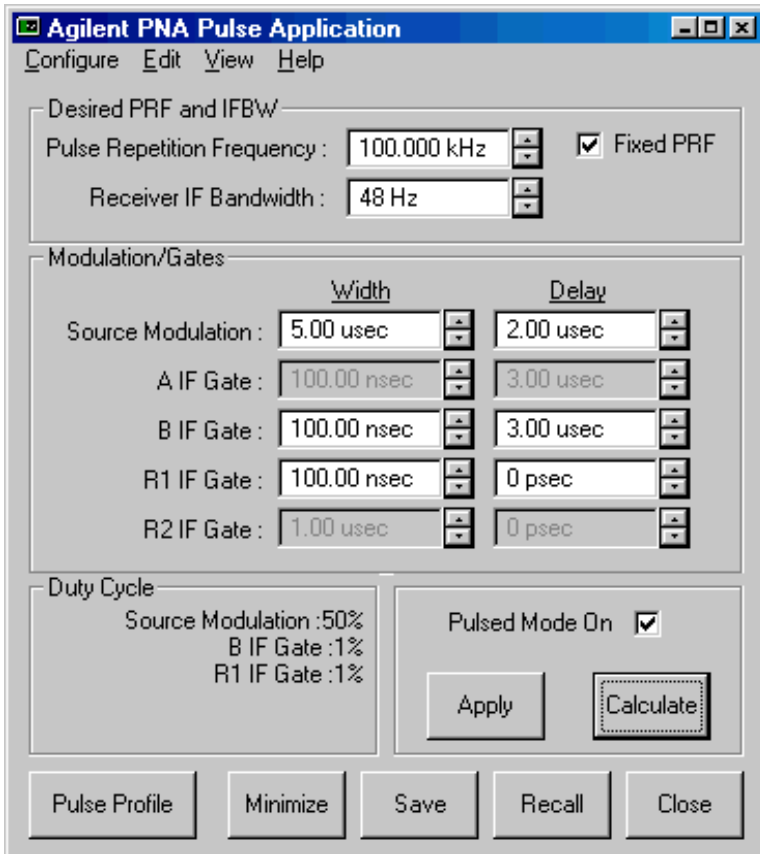 Agilent PNA Pulse Application
Configure Edit View Help
Desired PRF and IFBW
Pulse Repetition Frequency : 100.000 kHz Fixed PRF
Receiver IF Bandwidth : 48 Hz
Modulation/Gates
Width Delay
Source Modulation : 5.00 usec 2.00 usec
A IF Gate : 100.00 nsec 3.00 usec
B IF Gate : 100.00 nsec 3.00 usec
R1 IF Gate : 100.00 nsec 0 psec
R2 IF Gate : 1.00 usec 0 psec
Duty Cycle
Source Modulation :50%
B IF Gate :1%
R1 IF Gate :1%
Pulsed Mode On
Apply Calculate
Pulse Profile Minimize Save Recall Close